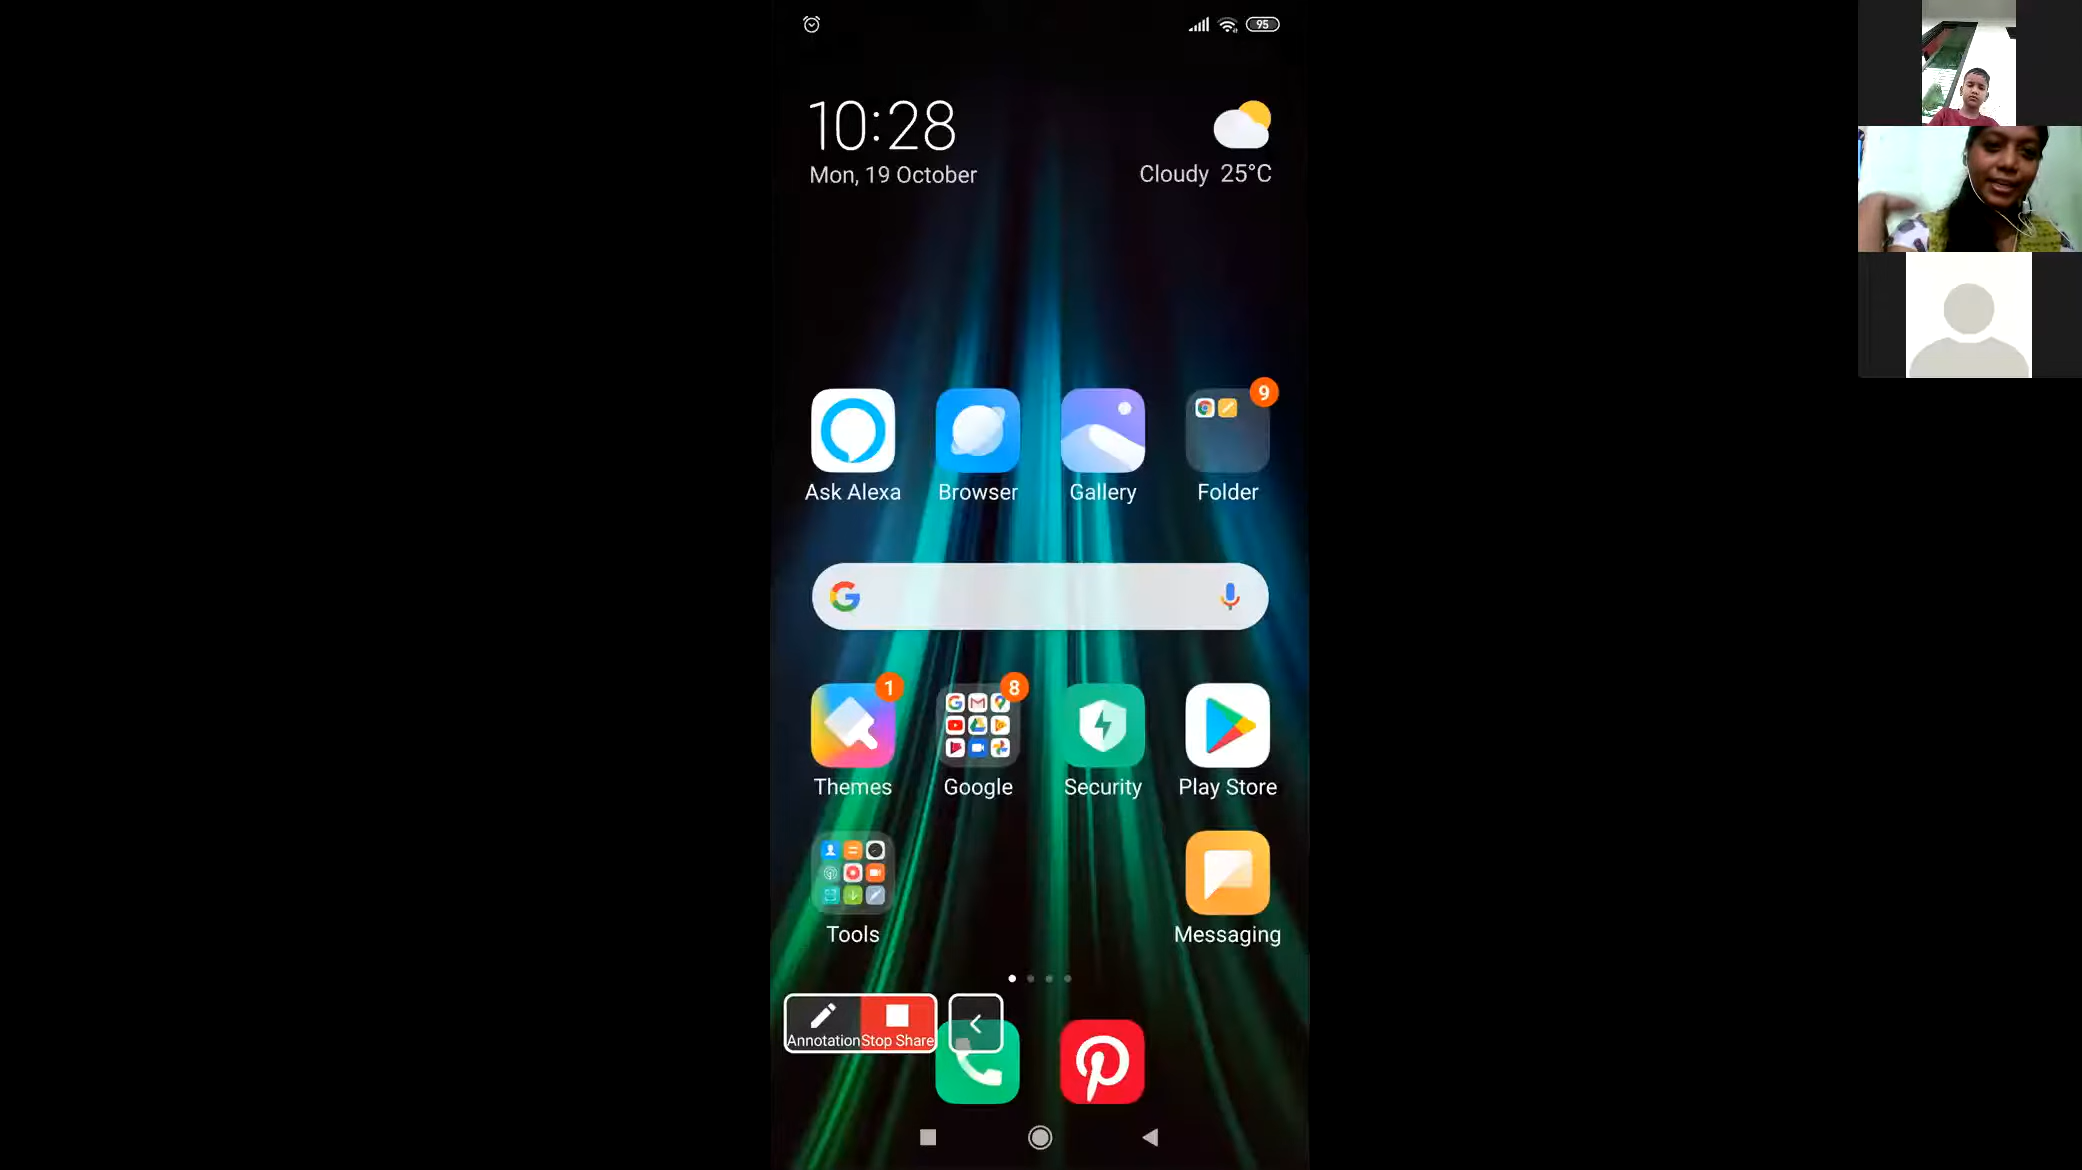 95
10:28
Mon, 19 October
Cloudy 25°C
9
Ask Alexa
Browser
Gallery
Folder
1
8
Themes
Google
Security
Play Store
Tools
Messaging
Annotation
Stop Share